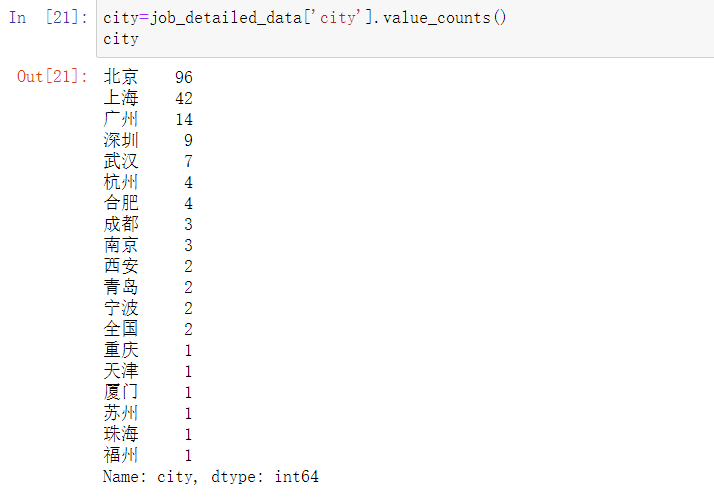 In [21]: city=job_detailed_data['city'].value_counts()
city
Out[21]: 北京 96
上海 42
广州 14
深圳 9
武汉 7
杭州 4
合肥 4
成都 3
南京 3
西安 2
青岛 2
宁波 2
全国 2
重庆 1
天津 1
厦门 1
苏州 1
珠海 1
福州 1
Name: city, dtype: int64